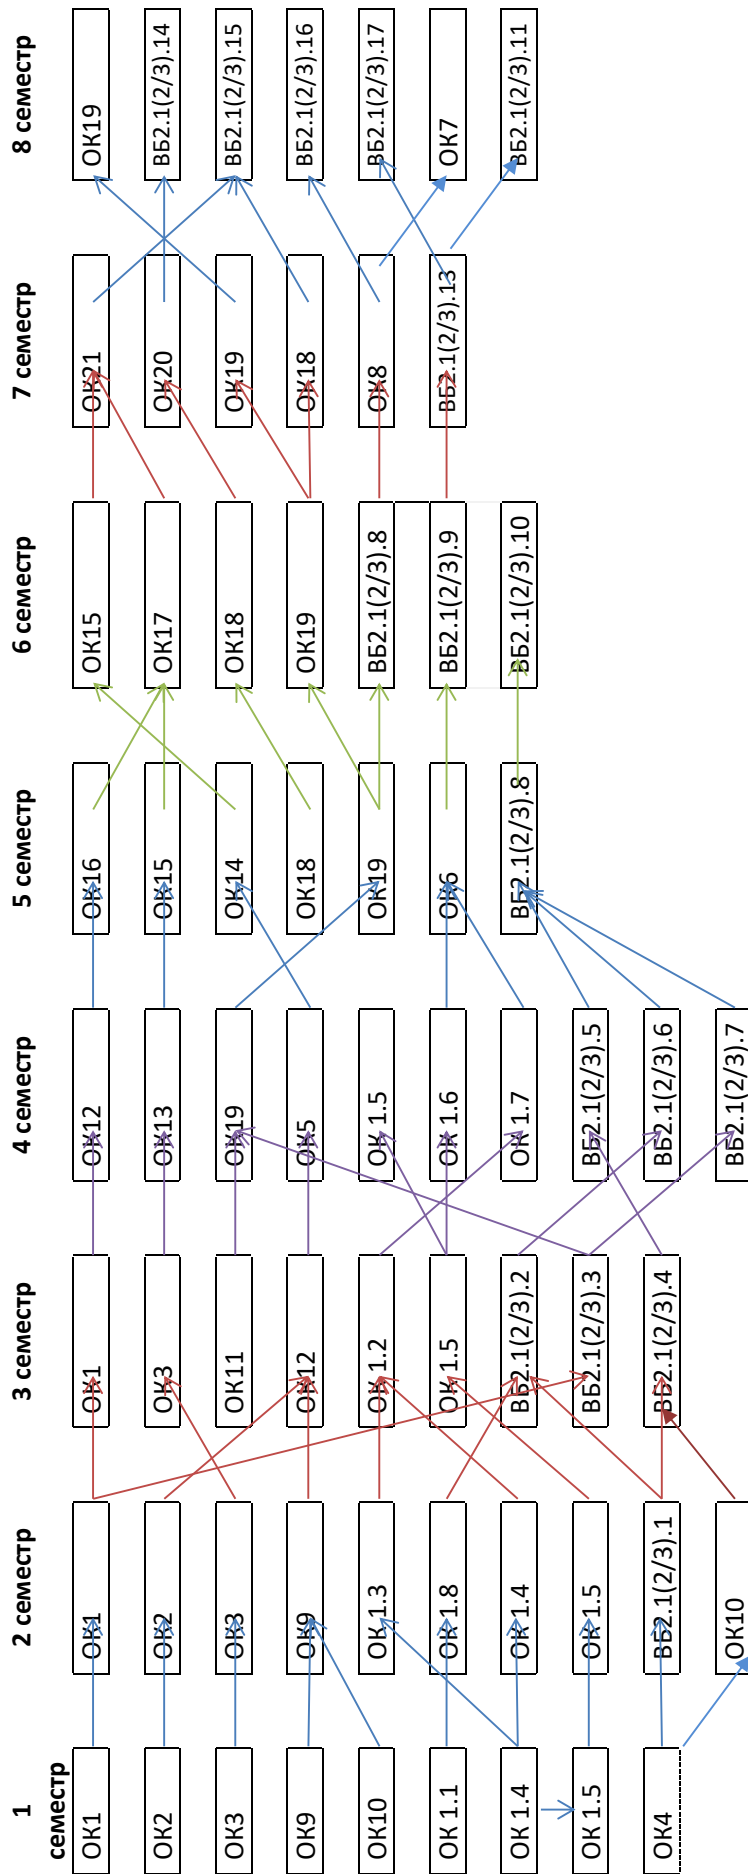 1
семестр
ОК1
ОК2
ОК3
ОК9
ОК10
ОК 1.1
ОК 1.4
ОК 1.5
ОК4
2 семестр
ОК1
ОК2
ОК3
ОК9
ОК 1.3
ОК 1.8
ОК 1.4
ОК 1.5
ВБ2.1(2/3).1
ОК10
3 семестр
ОК1
ОК3
ОК11
ОК12
ОК 1.2
ОК 1.5
ВБ2.1(2/3).2
ВБ2.1(2/3).3
ВБ2.1(2/3).4
4 семестр
ОК12
ОК13
ОК19
ОК5
ОК 1.5
ОК 1.6
ОК 1.7
ВБ2.1(2/3).5
ВБ2.1(2/3).6
ВБ2.1(2/3).7
5 семестр
ОК16
ОК15
ОК14
ОК18
ОК19
ОК6
ВБ2.1(2/3).8
6 семестр
ОК15
ОК17
ОК18
ОК19
ВБ2.1(2/3).8
ВБ2.1(2/3).9
ВБ2.1(2/3).10
7 семестр
ОК21
ОК20
ОК19
ОК18
ОК8
ВБ2.1(2/3).13
8 семестр
ОК19
ВБ2.1(2/3).14
ВБ2.1(2/3).15
ВБ2.1(2/3).16
ВБ2.1(2/3).17
ОК7
ВБ2.1(2/3).11